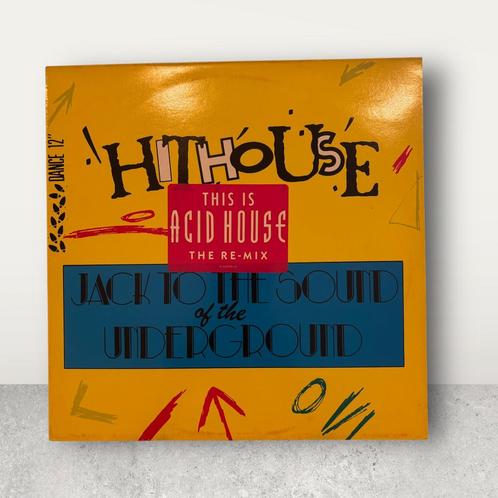 DANCE 12"
HITHOUSE
THIS IS
ACID HOUSE
THE RE-MIX
JACK TO THE SOUND
of the
UNDERGROUND